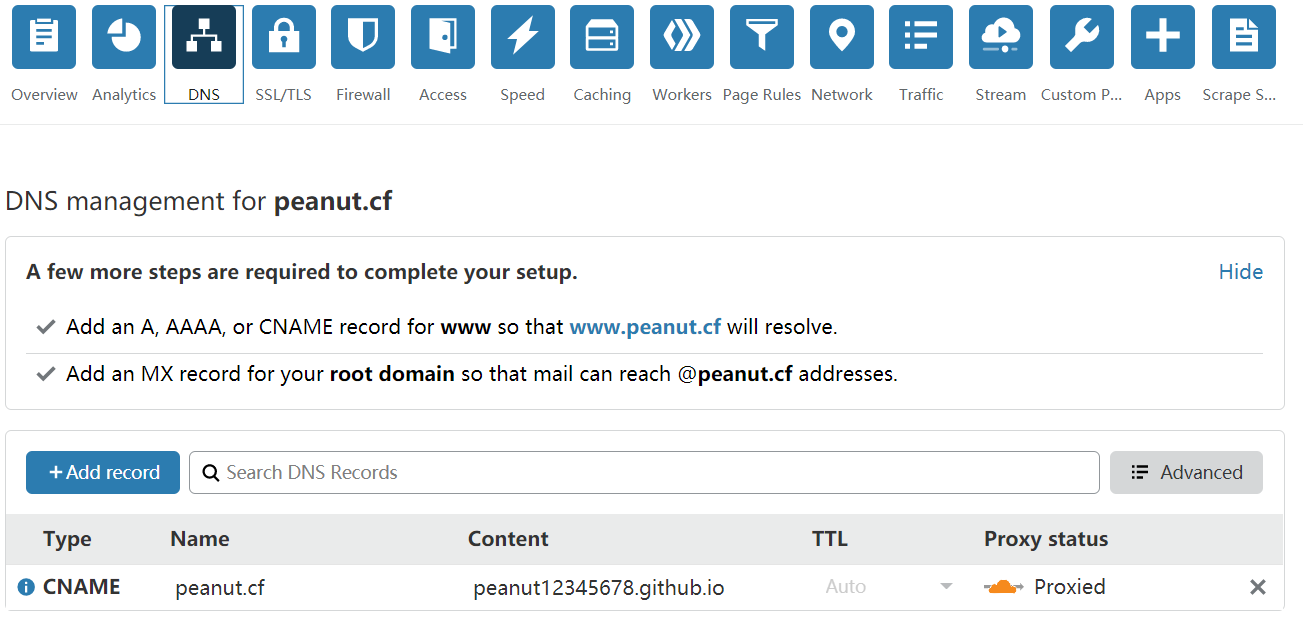 Overview Analytics DNS SSL/TLS Firewall Access Speed Caching Workers Page Rules Network Traffic Stream Custom P... Apps Scrape S...
DNS management for peanut.cf
A few more steps are required to complete your setup. Hide
Add an A, AAAA, or CNAME record for www so that www.peanut.cf will resolve.
Add an MX record for your root domain so that mail can reach @peanut.cf addresses.
+Add record Search DNS Records Advanced
Type Name Content TTL Proxy status
CNAME peanut.cf peanut12345678.github.io Auto Proxied